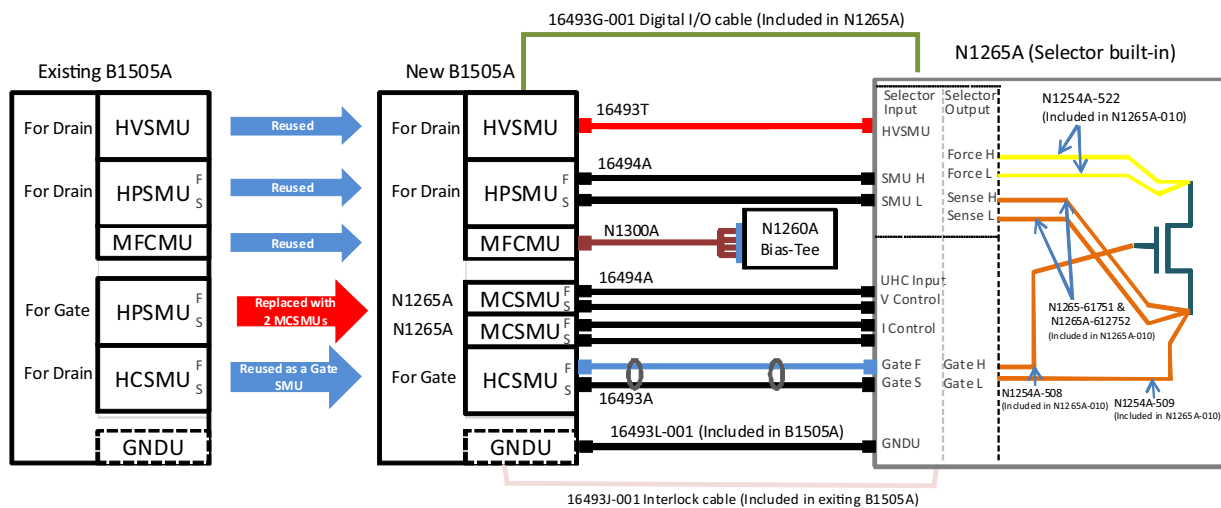 16493G-001 Digital I/O cable (Included in N1265A)
Existing B1505A
New B1505A
N1265A (Selector built-in)
For Drain
HVSMU
Reused
For Drain
HVSMU
16493T
Selector
Input
Selector
Output
HVSMU
N1254A-522
(Included in N1265A-010)
For Drain
HPSMU
F
S
Reused
For Drain
HPSMU
F
S
16494A
SMU H
SMU L
Force H
Force L
Sense H
Sense L
MFCMU
Reused
MFCMU
N1300A
N1260A
Bias-Tee
For Gate
HPSMU
F
S
Replaced with
2 MCSMUs
N1265A
MCSMU
F
S
N1265A
MCSMU
F
S
16494A
UHC Input
V Control
I Control
N1265-61751 &
N1265A-612752
(Included in N1265A-010)
For Drain
HCSMU
F
S
Reused as a Gate
SMU
For Gate
HCSMU
F
S
16493A
Gate F
Gate S
Gate H
Gate L
N1254A-508
(Included in N1265A-010)
N1254A-509
(Included in N1265A-010)
GNDU
GNDU
16493L-001 (Included in B1505A)
GNDU
16493J-001 Interlock cable (Included in exiting B1505A)